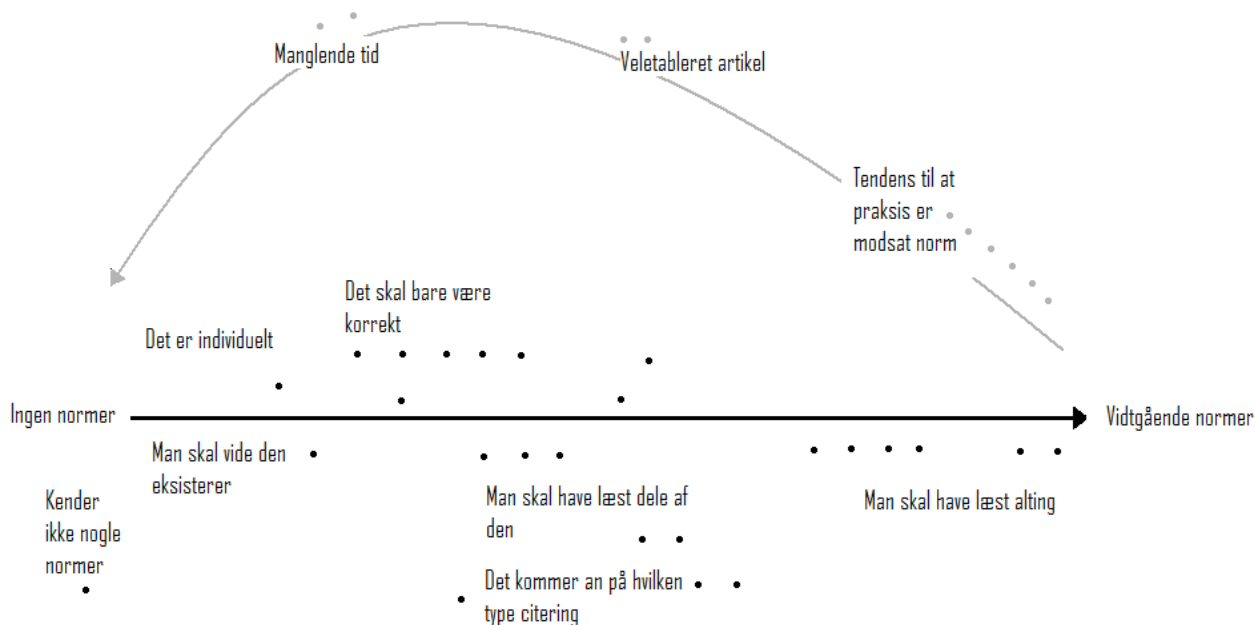 Manglende tid
Veletableret artikel
Tendens til at
praksis er
modsat norm
Det skal bare være
korrekt
Det er individuelt
Ingen normer
Vidtgående normer
Man skal vide den
eksisterer
Kender
ikke nogle
normer
Man skal have læst dele af
den
Man skal have læst alting
Det kommer an på hvilken
type citering